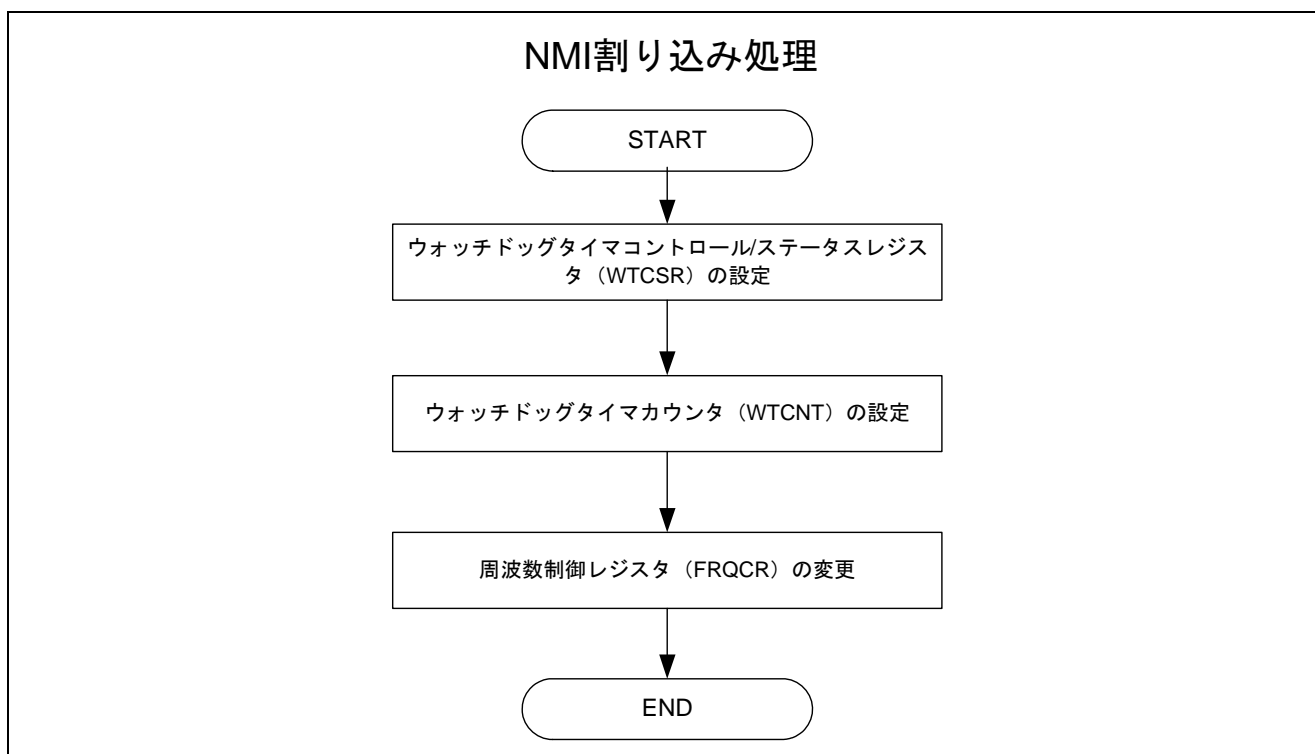 NMI割り込み処理
START
ウォッチドッグタイマコントロール/ステータスレジス
タ（WTCSR）の設定
ウォッチドッグタイマカウンタ（WTCNT）の設定
周波数制御レジスタ（FRQCR）の変更
END